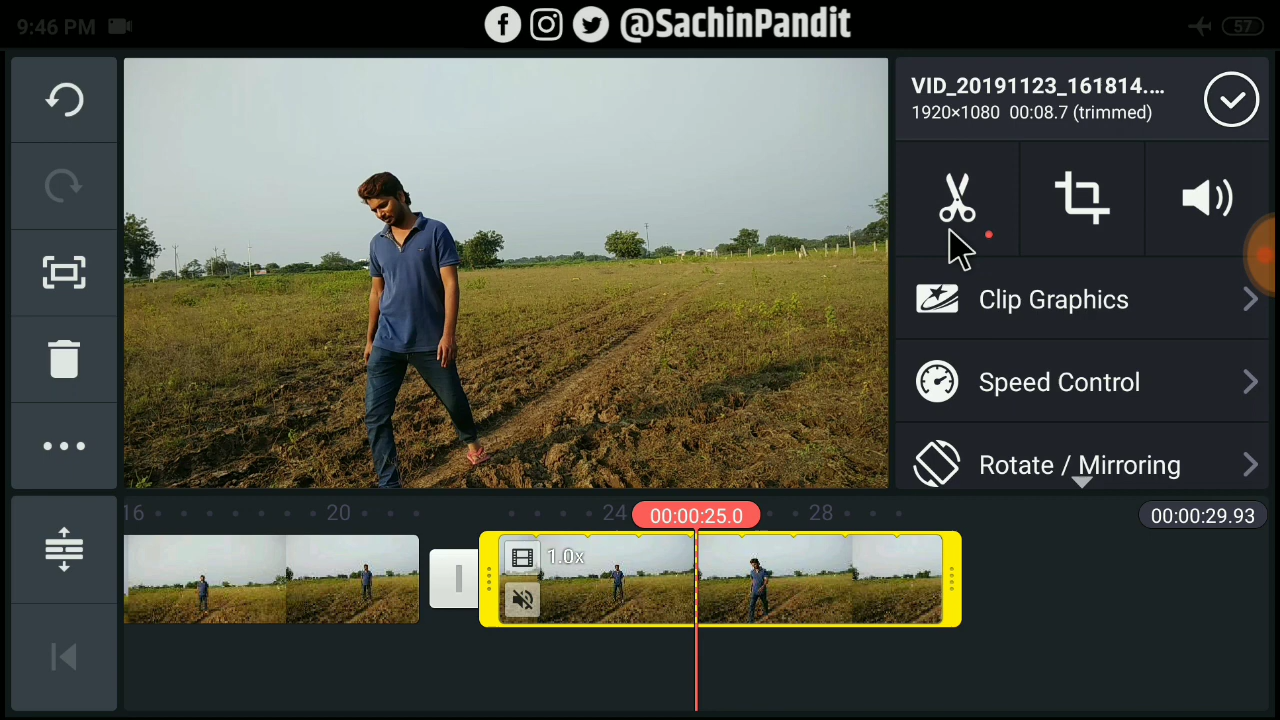 9:46 PM
@SachinPandit
57
VID_20191123_161814....
1920×1080 00:08.7 (trimmed)
Clip Graphics
Speed Control
Rotate / Mirroring
16
20
24
00:00:25.0
28
00:00:29.93
1.0x